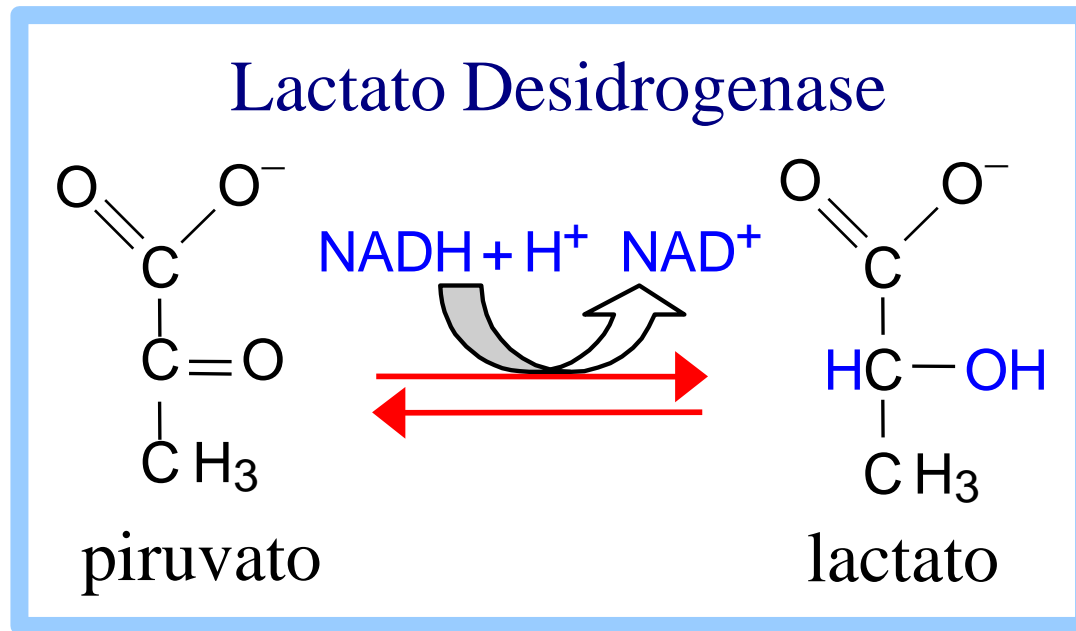 Lactato Desidrogenase
O O⁻
C
NADH + H⁺ NAD⁺
C=O
CH₃
piruvato
O O⁻
C
HC—OH
CH₃
lactato